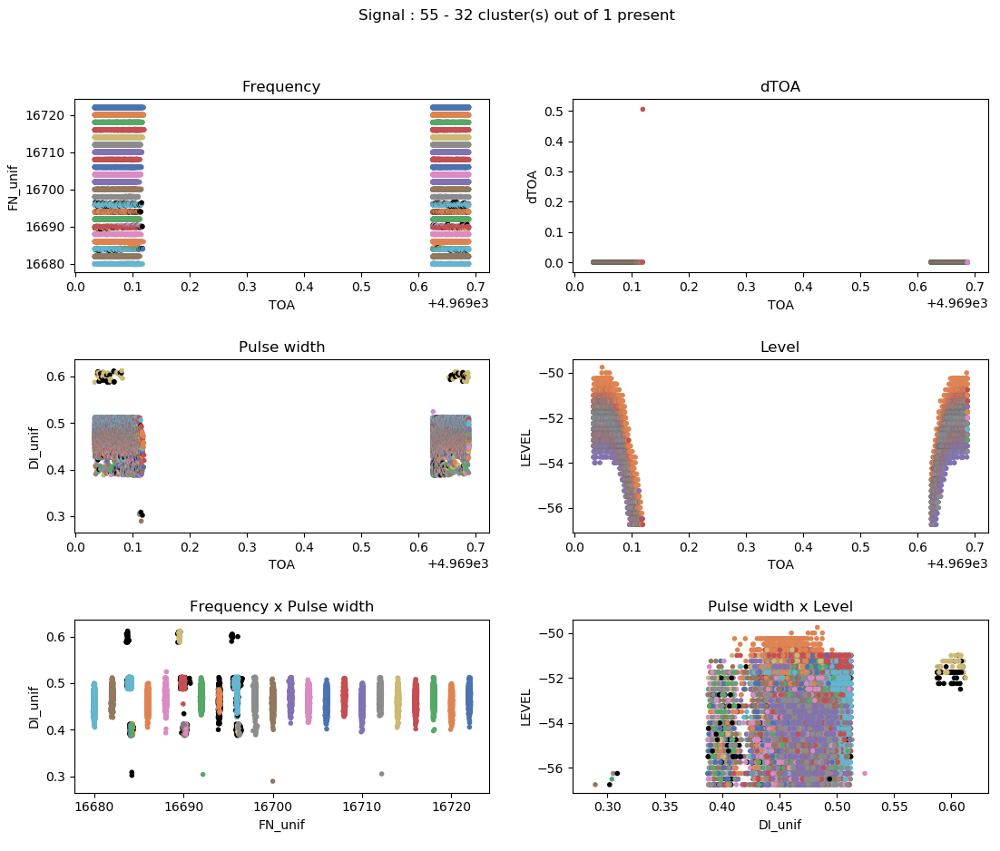 Signal : 55 - 32 cluster(s) out of 1 present
Frequency
FN_unif
16720
16710
16700
16690
16680
0.0 0.1 0.2 0.3 0.4 0.5 0.6 0.7
TOA
+4.969e3
dTOA
dTOA
0.5
0.4
0.3
0.2
0.1
0.0
0.0 0.1 0.2 0.3 0.4 0.5 0.6 0.7
TOA
+4.969e3
Pulse width
DI_unif
0.6
0.5
0.4
0.3
0.0 0.1 0.2 0.3 0.4 0.5 0.6 0.7
TOA
+4.969e3
Level
LEVEL
−50
−52
−54
−56
0.0 0.1 0.2 0.3 0.4 0.5 0.6 0.7
TOA
+4.969e3
Frequency x Pulse width
DI_unif
0.6
0.5
0.4
0.3
16680 16690 16700 16710 16720
FN_unif
Pulse width x Level
LEVEL
−50
−52
−54
−56
0.30 0.35 0.40 0.45 0.50 0.55 0.60
DI_unif